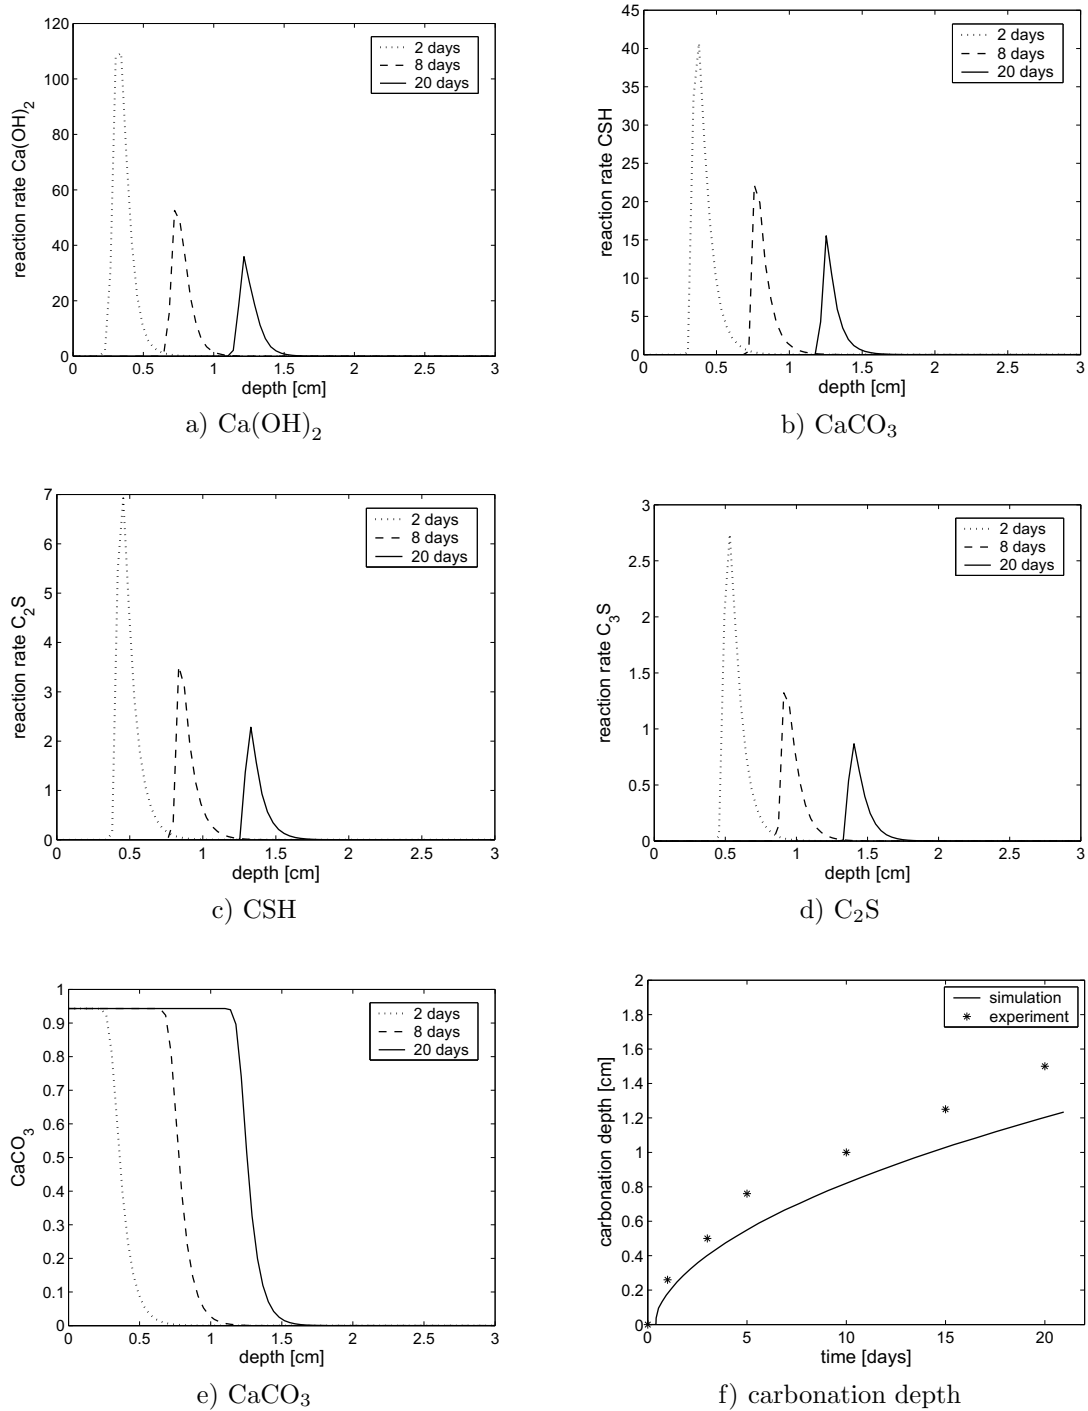 120
100
80
60
40
20
0
reaction rate Ca(OH)2
2 days
8 days
20 days
0 0.5 1 1.5 2 2.5 3
depth [cm]
a) Ca(OH)2
45
40
35
30
25
20
15
10
5
0
reaction rate CSH
2 days
8 days
20 days
0 0.5 1 1.5 2 2.5 3
depth [cm]
b) CaCO3
7
6
5
4
3
2
1
0
reaction rate C2S
2 days
8 days
20 days
0 0.5 1 1.5 2 2.5 3
depth [cm]
c) CSH
3
2.5
2
1.5
1
0.5
0
reaction rate C3S
2 days
8 days
20 days
0 0.5 1 1.5 2 2.5 3
depth [cm]
d) C2S
1
0.9
0.8
0.7
0.6
0.5
0.4
0.3
0.2
0.1
0
CaCO3
2 days
8 days
20 days
0 0.5 1 1.5 2 2.5 3
depth [cm]
e) CaCO3
2
1.8
1.6
1.4
1.2
1
0.8
0.6
0.4
0.2
0
carbonation depth [cm]
simulation
experiment
0 5 10 15 20
time [days]
f) carbonation depth